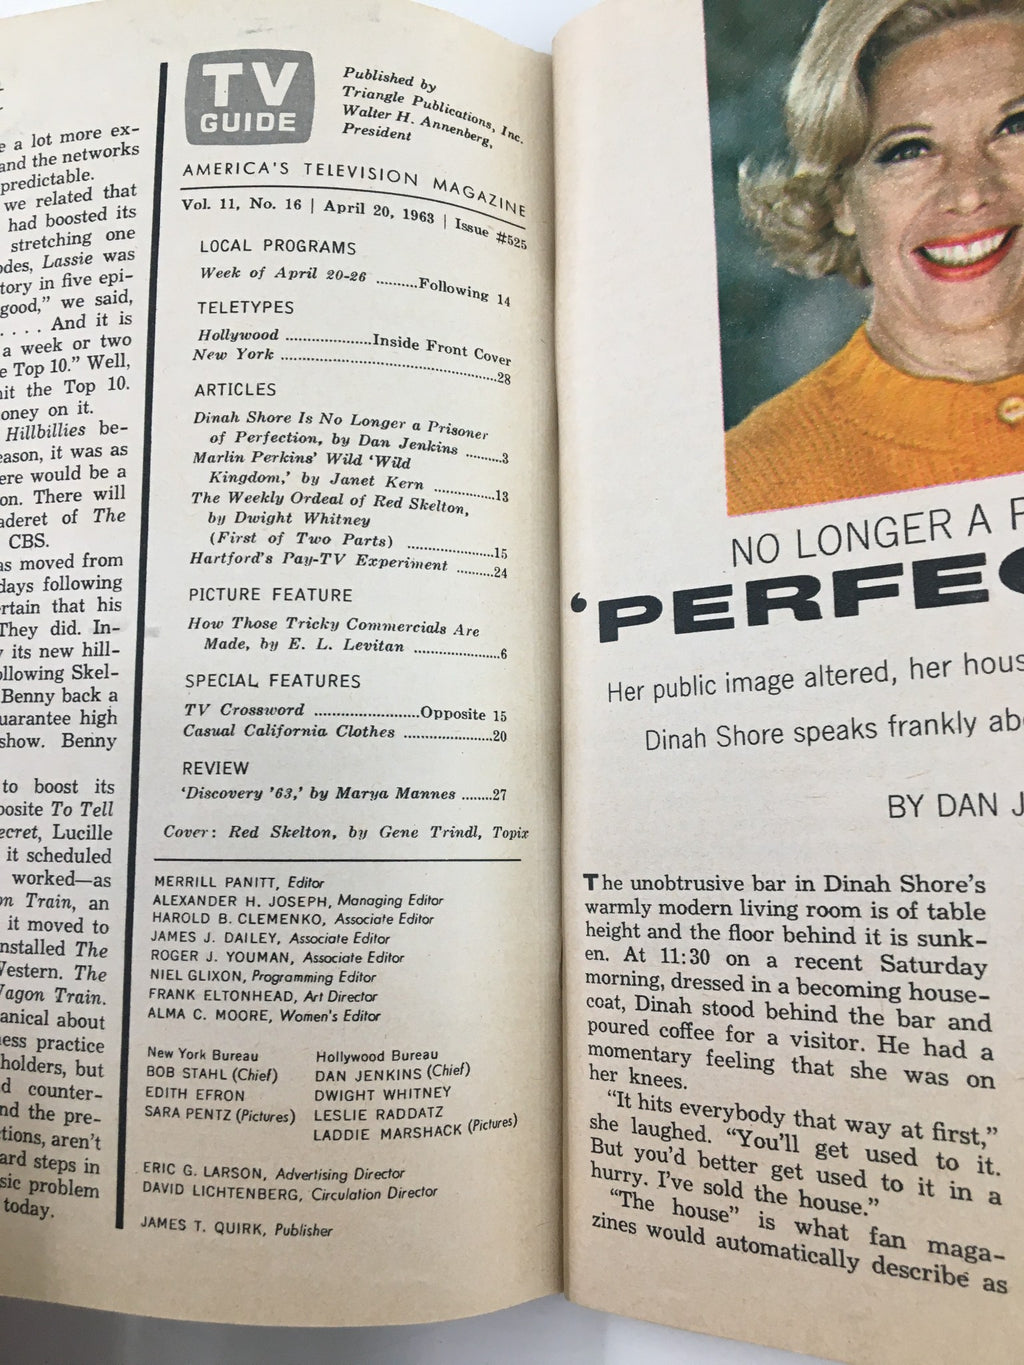 e a lot more ex-
and the networks
predictable.
we related that
had boosted its
stretching one
odes, Lassie was
tory in five epi-
good," we said,
. . . . And it is
a week or two
e Top 10." Well,
hit the Top 10.
oney on it.
Hillbillies be-
eason, it was as
ere would be a
on. There will
aderet of The
CBS.
as moved from
days following
ertain that his
They did. In-
y its new hill-
ollowing Skel-
Benny back a
uarantee high
show. Benny
to boost its
posite To Tell
ecret, Lucille
it scheduled
worked—as
on Train, an
it moved to
nstalled The
Western. The
Wagon Train.
anical about
ness practice
holders, but
d counter-
nd the pre-
tions, aren't
ard steps in
sic problem
today.
TV
GUIDE
Published by
Triangle Publications, Inc.
Walter H. Annenberg,
President
AMERICA'S TELEVISION MAGAZINE
Vol. 11, No. 16 | April 20, 1963 | Issue #525
LOCAL PROGRAMS
Week of April 20-26 ..........Following 14
TELETYPES
Hollywood .....................Inside Front Cover
New York .....................................................28
ARTICLES
Dinah Shore Is No Longer a Prisoner
of Perfection, by Dan Jenkins .........3
Marlin Perkins' Wild 'Wild
Kingdom,' by Janet Kern ...............13
The Weekly Ordeal of Red Skelton,
by Dwight Whitney
(First of Two Parts) .....................15
Hartford's Pay-TV Experiment .........24
PICTURE FEATURE
How Those Tricky Commercials Are
Made, by E. L. Levitan .....................6
SPECIAL FEATURES
TV Crossword .........................Opposite 15
Casual California Clothes .....................20
REVIEW
'Discovery '63,' by Marya Mannes ........27
Cover: Red Skelton, by Gene Trindl, Topix
MERRILL PANITT, Editor
ALEXANDER H. JOSEPH, Managing Editor
HAROLD B. CLEMENKO, Associate Editor
JAMES J. DAILEY, Associate Editor
ROGER J. YOUMAN, Associate Editor
NIEL GLIXON, Programming Editor
FRANK ELTONHEAD, Art Director
ALMA C. MOORE, Women's Editor
New York Bureau
BOB STAHL (Chief)
EDITH EFRON
SARA PENTZ (Pictures)
Hollywood Bureau
DAN JENKINS (Chief)
DWIGHT WHITNEY
LESLIE RADDATZ
LADDIE MARSHACK (Pictures)
ERIC G. LARSON, Advertising Director
DAVID LICHTENBERG, Circulation Director
JAMES T. QUIRK, Publisher
NO LONGER A P
'PERFEC
Her public image altered, her hous
Dinah Shore speaks frankly ab
BY DAN J
The unobtrusive bar in Dinah Shore's
warmly modern living room is of table
height and the floor behind it is sunk-
en. At 11:30 on a recent Saturday
morning, dressed in a becoming house-
coat, Dinah stood behind the bar and
poured coffee for a visitor. He had a
momentary feeling that she was on
her knees.
"It hits everybody that way at first,"
she laughed. "You'll get used to it.
But you'd better get used to it in a
hurry. I've sold the house."
"The house" is what fan maga-
zines would automatically describe as